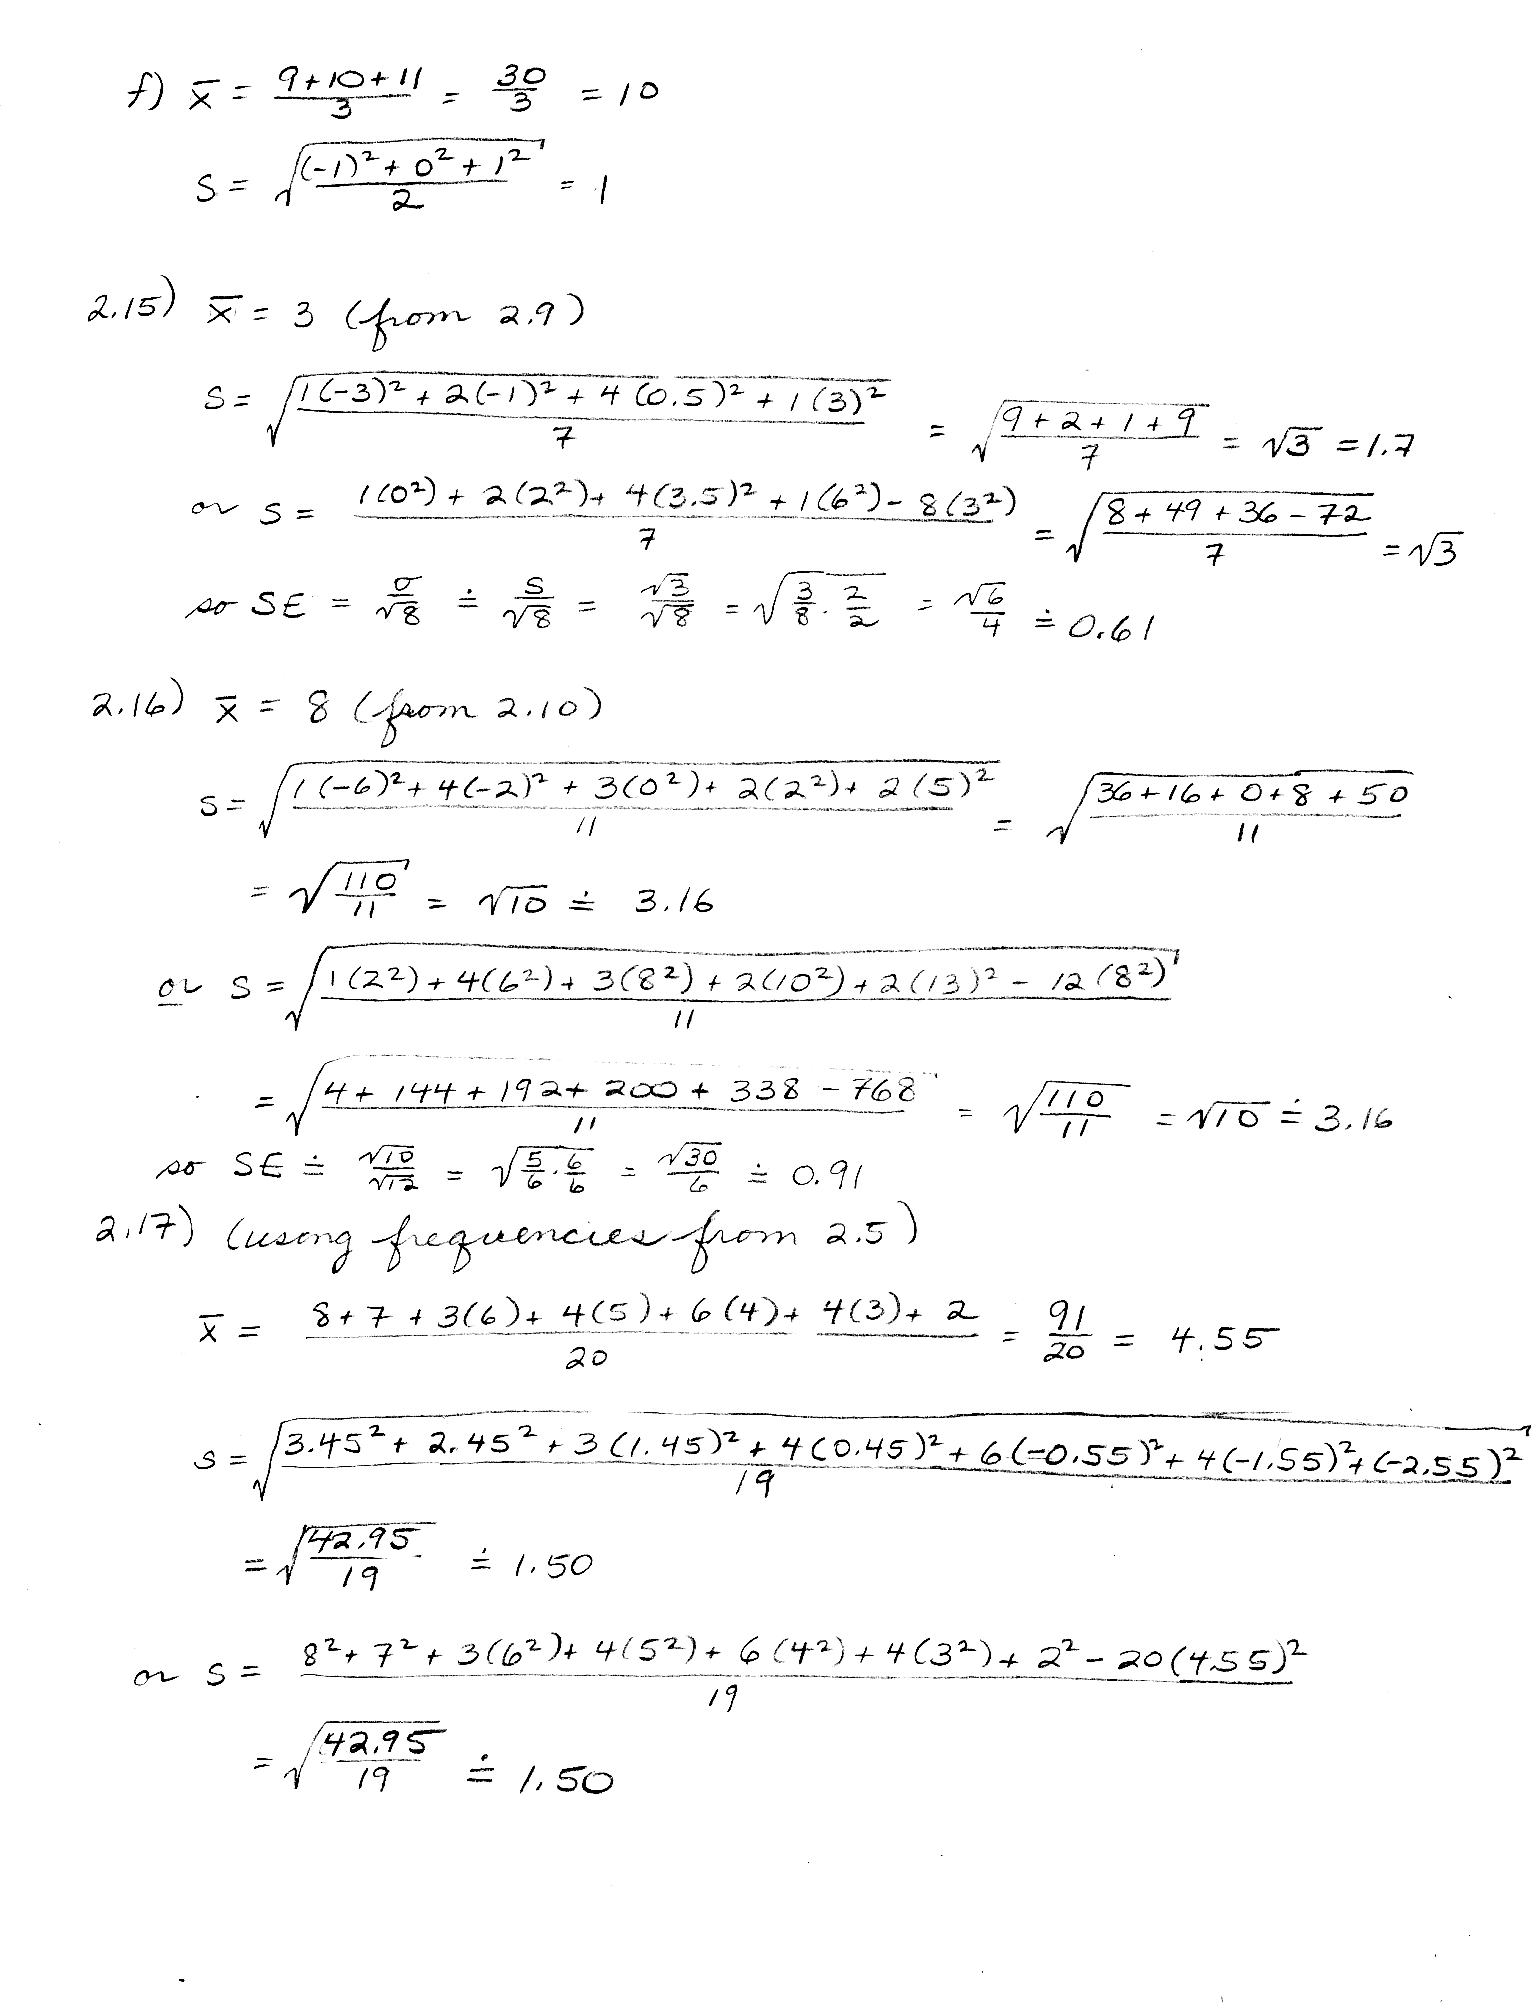 f) x̄ = (9+10+11)/3 = 30/3 = 10
s = √(((-1)² + 0² + 1²)/2) = 1
2.15) x̄ = 3 (from 2.9)
s = √((1(-3)² + 2(-1)² + 4(0.5)² + 1(3)²)/7) = √((9+2+1+9)/7) = √3 = 1.7
or s = (1(0²) + 2(2²) + 4(3.5)² + 1(6²) - 8(3²))/7 = √((8+49+36-72)/7) = √3
so SE = σ/√8 ≐ s/√8 = √3/√8 = √(3/8 · 2/2) = √6/4 ≐ 0.61
2.16) x̄ = 8 (from 2.10)
s = √((1(-6)² + 4(-2)² + 3(0²) + 2(2²) + 2(5)²)/11) = √((36+16+0+8+50)/11)
= √(110/11) = √10 ≐ 3.16
or s = √((1(2²) + 4(6²) + 3(8²) + 2(10²) + 2(13)² - 12(8²))/11)
= √((4+144+192+200+338-768)/11) = √(110/11) = √10 ≐ 3.16
so SE ≐ √10/√12 = √(5/6 · 6/6) = √30/6 ≐ 0.91
2.17) (using frequencies from 2.5)
x̄ = (8+7+3(6)+4(5)+6(4)+4(3)+2)/20 = 91/20 = 4.55
s = √((3.45² + 2.45² + 3(1.45)² + 4(0.45)² + 6(-0.55)² + 4(-1.55)² + (-2.55)²)/19)
= √(42.95/19) ≐ 1.50
or s = (8² + 7² + 3(6²) + 4(5²) + 6(4²) + 4(3²) + 2² - 20(4.55)²)/19
= √(42.95/19) ≐ 1.50